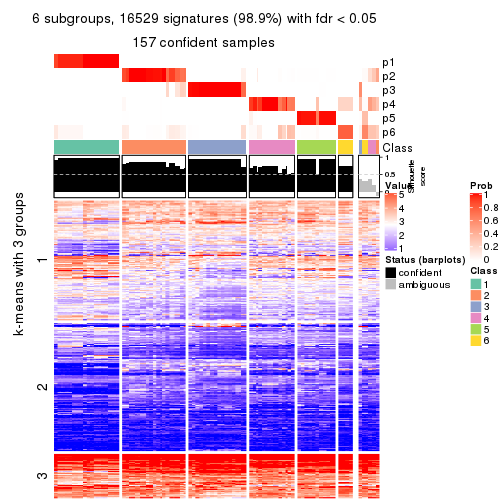 6 subgroups, 16529 signatures (98.9%) with fdr < 0.05
157 confident samples
p1
p2
p3
p4
p5
p6
Class
1
0.5
0
Silhouette
score
k-means with 3 groups
1
2
3
Value
5
4
3
2
1
Status (barplots)
confident
ambiguous
Prob
1
0.8
0.6
0.4
0.2
0
Class
1
2
3
4
5
6